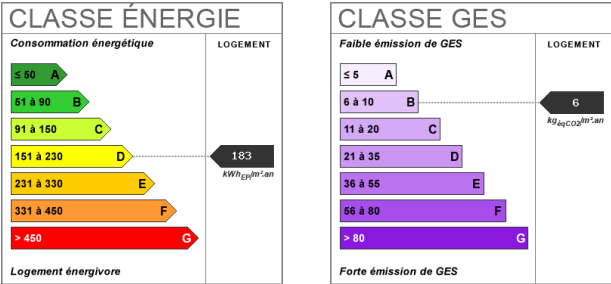 CLASSE ÉNERGIE
Consommation énergétique
LOGEMENT
≤ 50 A
51 à 90 B
91 à 150 C
151 à 230 D
183
kWhEP/m².an
231 à 330 E
331 à 450 F
> 450 G
Logement énergivore
CLASSE GES
Faible émission de GES
LOGEMENT
≤ 5 A
6 à 10 B
6
kgéqCO2/m².an
11 à 20 C
21 à 35 D
36 à 55 E
56 à 80 F
> 80 G
Forte émission de GES